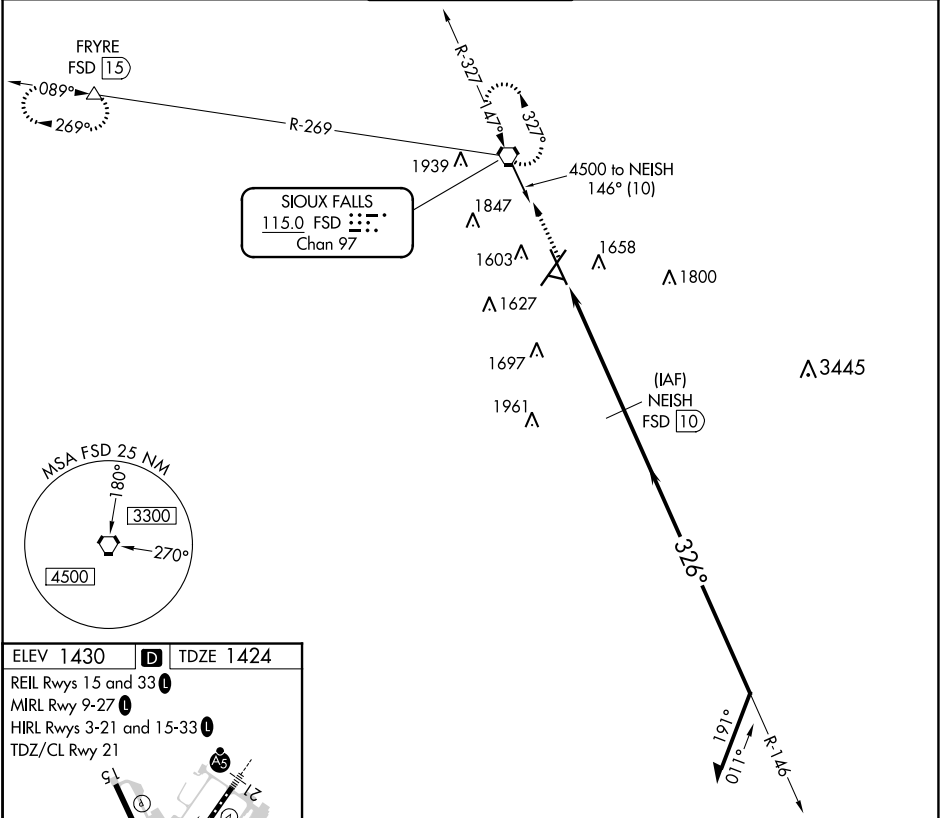 FRYRE
FSD 15
089°
269°
R-269
R-327
147°
327°
1939
4500 to NEISH
146° (10)
SIOUX FALLS
115.0 FSD
Chan 97
1847
1603
1658
1800
1627
1697
3445
1961
(IAF)
NEISH
FSD 10
MSA FSD 25 NM
180°
3300
270°
4500
326°
191°
011°
R-146
ELEV 1430 D TDZE 1424
REIL Rwys 15 and 33 L
MIRL Rwy 9-27 L
HIRL Rwys 3-21 and 15-33 L
TDZ/CL Rwy 21
15
A5
21